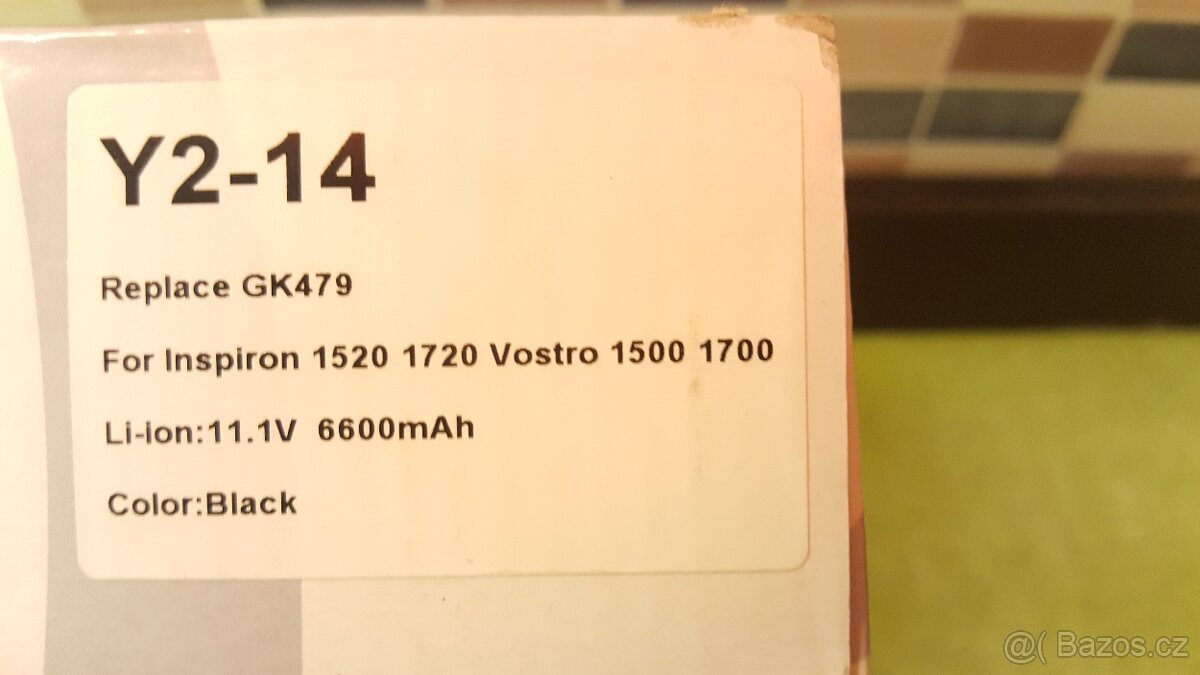 Y2-14
Replace GK479
For Inspiron 1520 1720 Vostro 1500 1700
Li-ion:11.1V 6600mAh
Color:Black
@( Bazos.cz